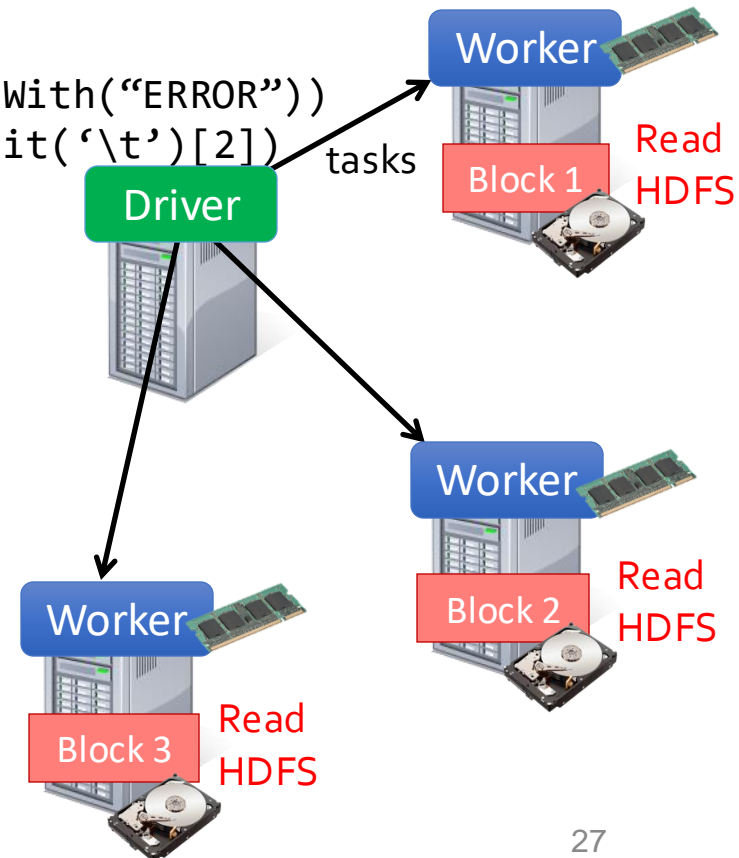 Worker
With(“ERROR”))
it(‘\t’)[2])
tasks
Read
HDFS
Block 1
Driver
Worker
Read
HDFS
Block 2
Worker
Read
HDFS
Block 3
27